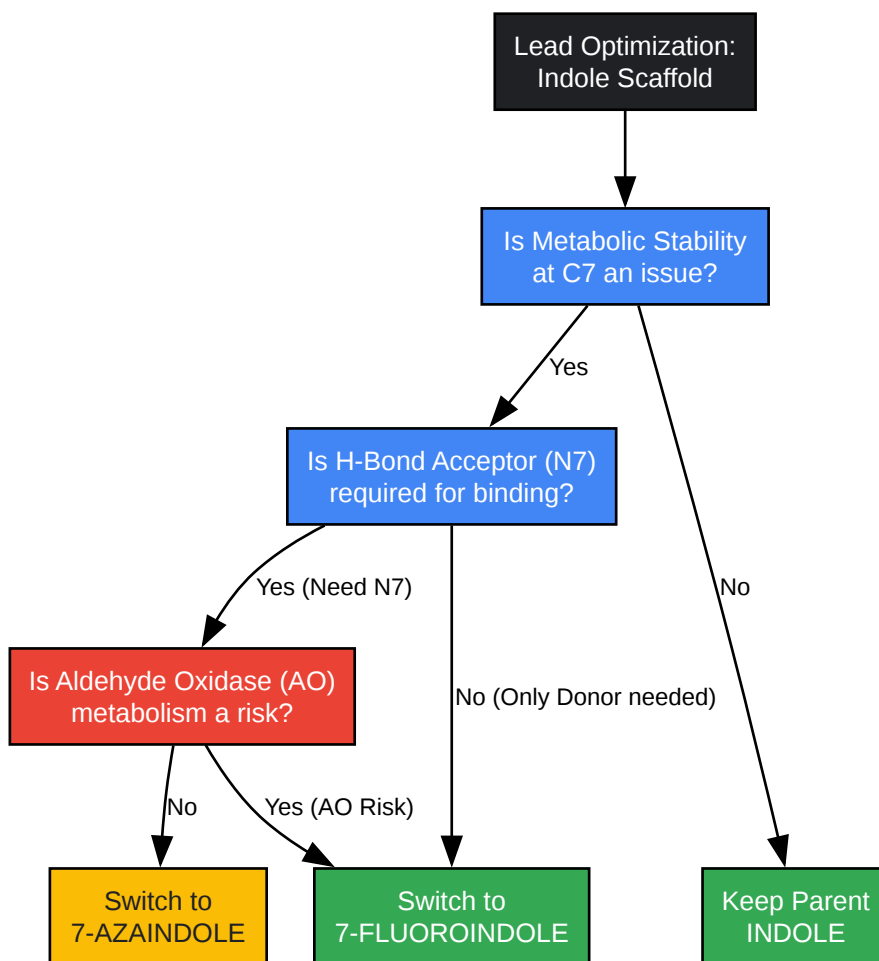 Lead Optimization:
Indole Scaffold
Is Metabolic Stability
at C7 an issue?
Yes
Is H-Bond Acceptor (N7)
required for binding?
Yes (Need N7)
No
Is Aldehyde Oxidase (AO)
metabolism a risk?
No (Only Donor needed)
No
Yes (AO Risk)
Switch to
7-AZAINDOLE
Switch to
7-FLUOROINDOLE
Keep Parent
INDOLE